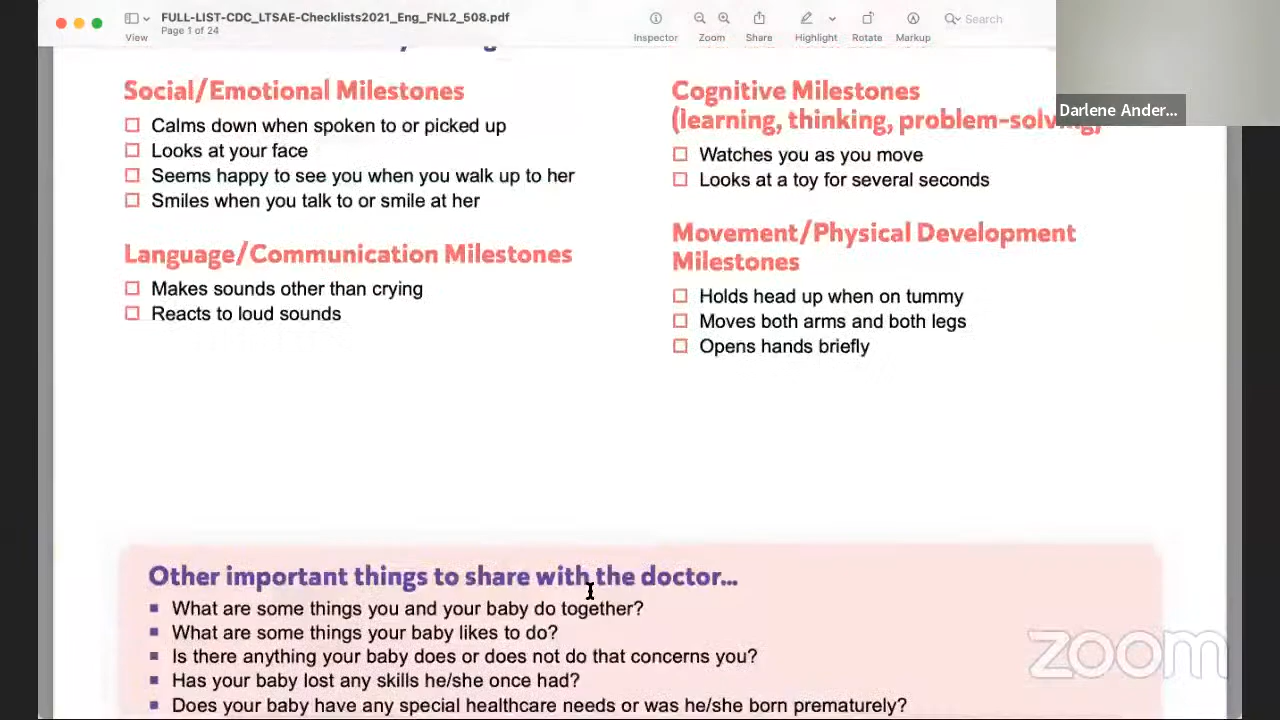 FULL-LIST-CDC_LTSAE-Checklists2021_Eng_FNL2_508.pdf
Page 1 of 24
View
Inspector
Zoom
Share
Highlight
Rotate
Markup
Search
Darlene Ander...
Social/Emotional Milestones
Calms down when spoken to or picked up
Looks at your face
Seems happy to see you when you walk up to her
Smiles when you talk to or smile at her
Language/Communication Milestones
Makes sounds other than crying
Reacts to loud sounds
Cognitive Milestones
(learning, thinking, problem-solving)
Watches you as you move
Looks at a toy for several seconds
Movement/Physical Development
Milestones
Holds head up when on tummy
Moves both arms and both legs
Opens hands briefly
Other important things to share with the doctor...
What are some things you and your baby do together?
What are some things your baby likes to do?
Is there anything your baby does or does not do that concerns you?
Has your baby lost any skills he/she once had?
Does your baby have any special healthcare needs or was he/she born prematurely?
zoom